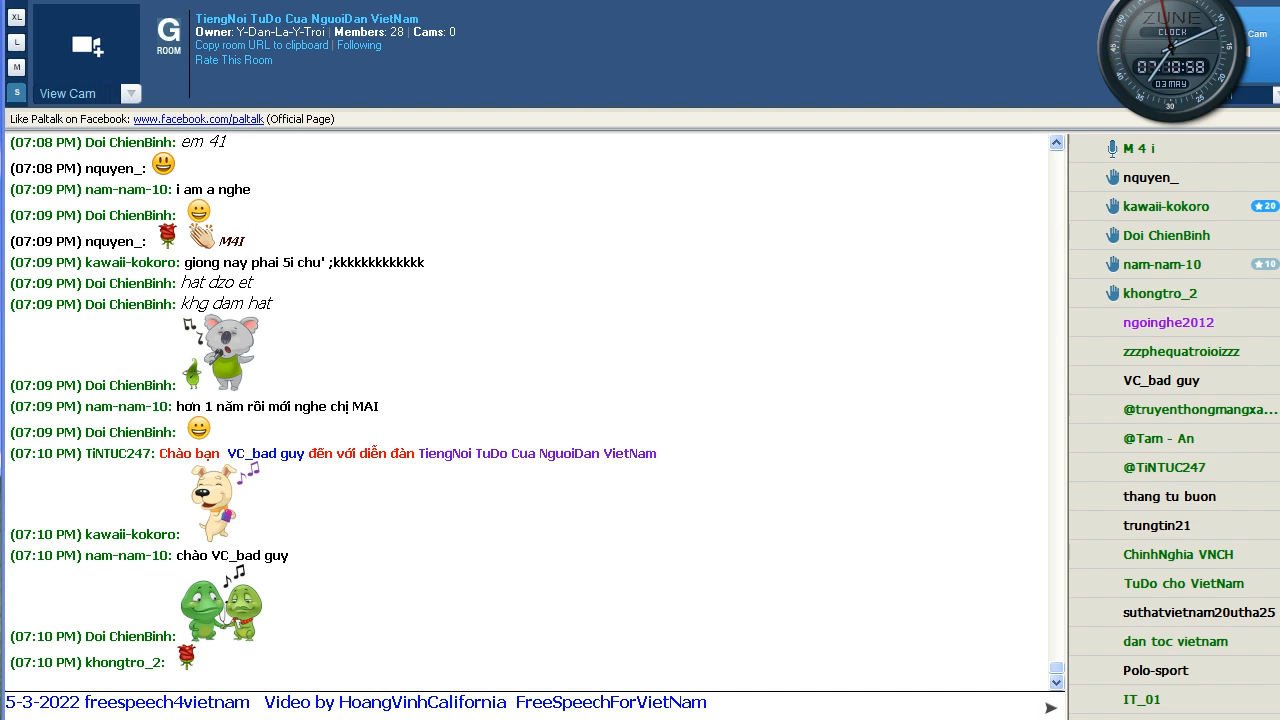 XL
L
M
S
View Cam
G
ROOM
TiengNoi TuDo Cua NguoiDan VietNam
Owner: Y-Dan-La-Y-Troi | Members: 28 | Cams: 0
Copy room URL to clipboard | Following
Rate This Room
ZUNE
CLOCK
07:10:58
03 MAY
Cam
Like Paltalk on Facebook: www.facebook.com/paltalk (Official Page)
(07:08 PM) Doi ChienBinh: em 41
(07:08 PM) nquyen_:
(07:09 PM) nam-nam-10: i am a nghe
(07:09 PM) Doi ChienBinh:
(07:09 PM) nquyen_: M4I
(07:09 PM) kawaii-kokoro: giong nay phai 5i chu' ;kkkkkkkkkkkkk
(07:09 PM) Doi ChienBinh: hat dzo et
(07:09 PM) Doi ChienBinh: khg dam hat
(07:09 PM) Doi ChienBinh:
(07:09 PM) nam-nam-10: hơn 1 năm rồi mới nghe chị MAI
(07:09 PM) Doi ChienBinh:
(07:10 PM) TiNTUC247: Chào bạn VC_bad guy đến với diễn đàn TiengNoi TuDo Cua NguoiDan VietNam
(07:10 PM) kawaii-kokoro:
(07:10 PM) nam-nam-10: chào VC_bad guy
(07:10 PM) Doi ChienBinh:
(07:10 PM) khongtro_2:
5-3-2022 freespeech4vietnam Video by HoangVinhCalifornia FreeSpeechForVietNam
M 4 i
nquyen_
kawaii-kokoro 20
Doi ChienBinh
nam-nam-10 10
khongtro_2
ngoinghe2012
zzzphequatroioizzz
VC_bad guy
@truyenthongmangxa...
@Tam - An
@TiNTUC247
thang tu buon
trungtin21
ChinhNghia VNCH
TuDo cho VietNam
suthatvietnam20utha25
dan toc vietnam
Polo-sport
IT_01